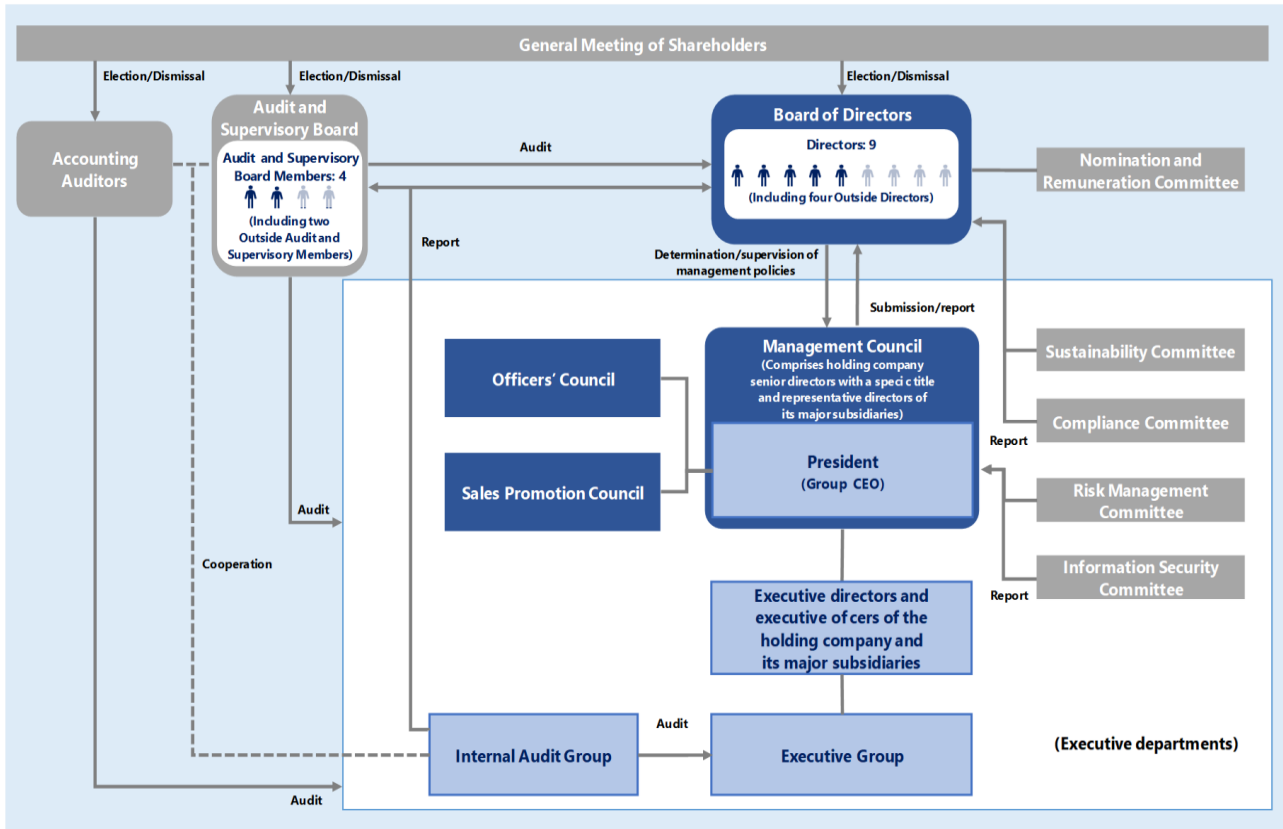 General Meeting of Shareholders
Election/Dismissal
Election/Dismissal
Election/Dismissal
Accounting
Auditors
Audit and
Supervisory Board
Audit and Supervisory
Board Members: 4
(Including two
Outside Audit and
Supervisory Members)
Audit
Report
Board of Directors
Directors: 9
(Including four Outside Directors)
Nomination and
Remuneration Committee
Determination/supervision of
management policies
Submission/report
Officers’ Council
Sales Promotion Council
Management Council
(Comprises holding company
senior directors with a speci c title
and representative directors of
its major subsidiaries)
President
(Group CEO)
Sustainability Committee
Compliance Committee
Report
Risk Management
Committee
Information Security
Committee
Report
Audit
Cooperation
Executive directors and
executive of cers of the
holding company and
its major subsidiaries
Internal Audit Group
Audit
Executive Group
(Executive departments)
Audit